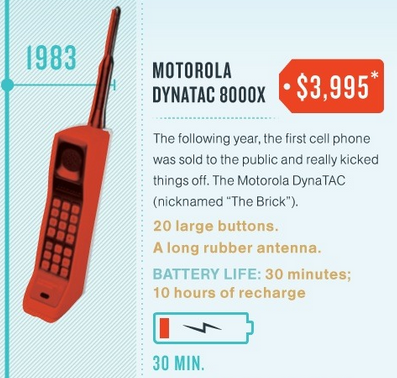 1983
MOTOROLA
DYNATAC 8000X
$3,995*
The following year, the first cell phone
was sold to the public and really kicked
things off. The Motorola DynaTAC
(nicknamed “The Brick”).
20 large buttons.
A long rubber antenna.
BATTERY LIFE: 30 minutes;
10 hours of recharge
30 MIN.